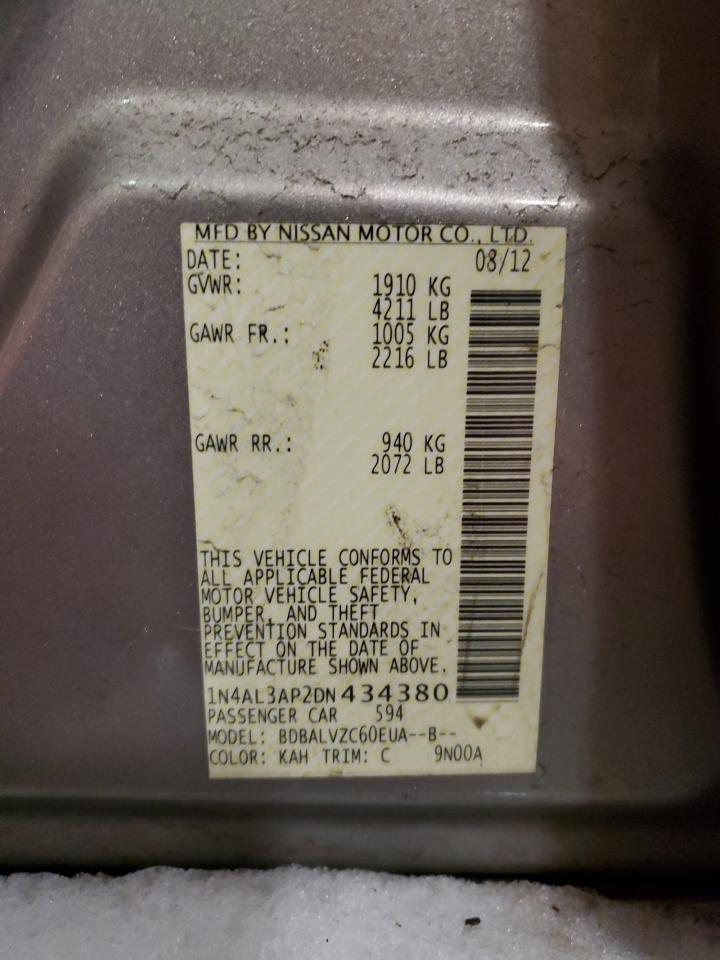 MFD BY NISSAN MOTOR CO., LTD.
DATE: 08/12
GVWR: 1910 KG
4211 LB
GAWR FR.: 1005 KG
2216 LB
GAWR RR.: 940 KG
2072 LB
THIS VEHICLE CONFORMS TO
ALL APPLICABLE FEDERAL
MOTOR VEHICLE SAFETY,
BUMPER, AND THEFT
PREVENTION STANDARDS IN
EFFECT ON THE DATE OF
MANUFACTURE SHOWN ABOVE.
1N4AL3AP2DN434380
PASSENGER CAR 594
MODEL: BDBALVZC60EUA--B--
COLOR: KAH TRIM: C 9N00A